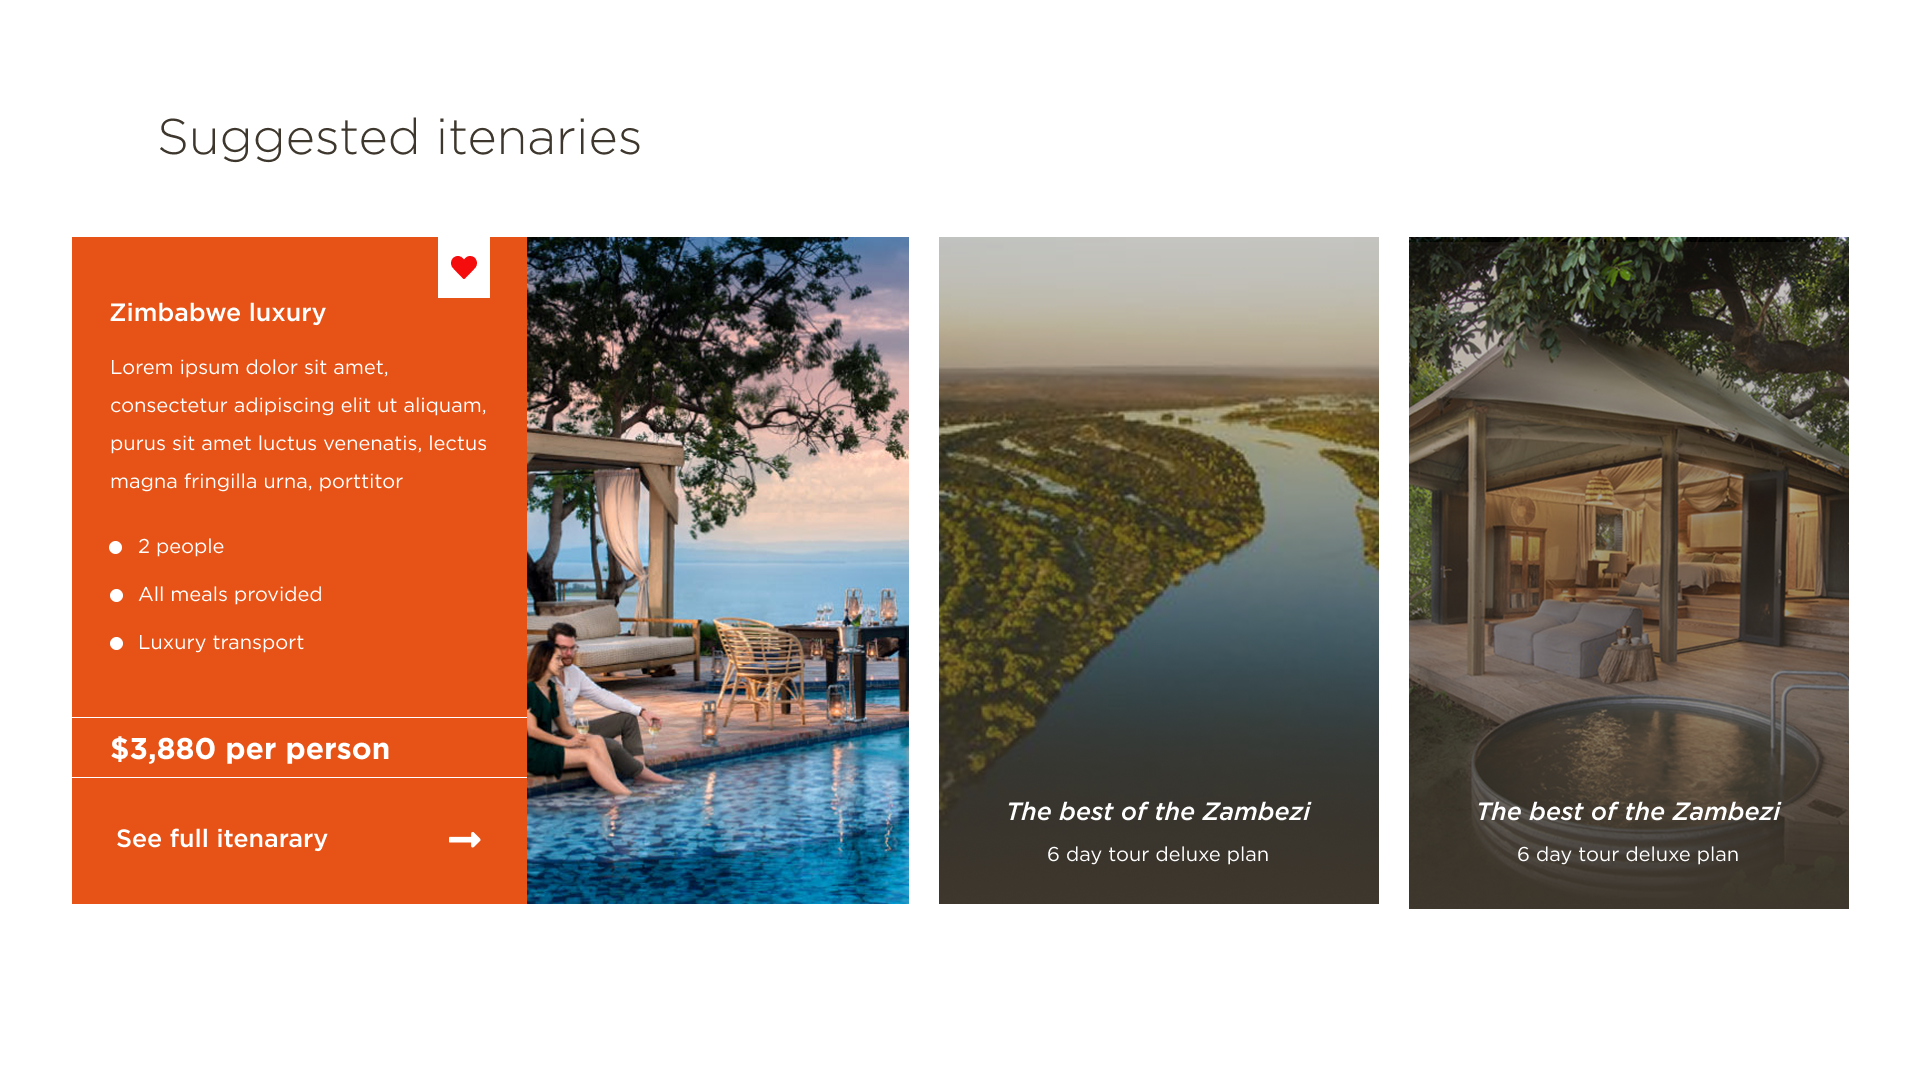 Suggested itenaries
Zimbabwe luxury
Lorem ipsum dolor sit amet,
consectetur adipiscing elit ut aliquam,
purus sit amet luctus venenatis, lectus
magna fringilla urna, porttitor
2 people
All meals provided
Luxury transport
$3,880 per person
See full itenarary
The best of the Zambezi
6 day tour deluxe plan
The best of the Zambezi
6 day tour deluxe plan